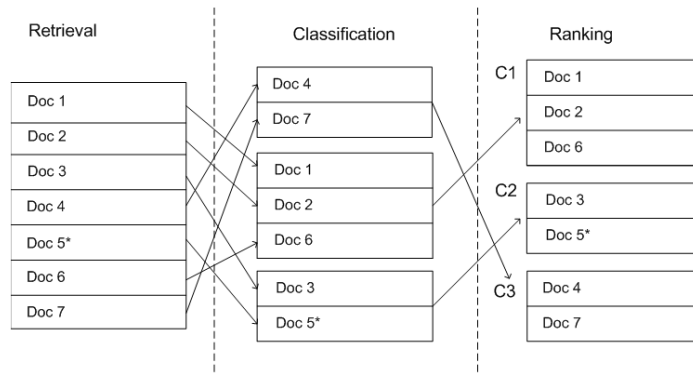 Retrieval
Doc 1
Doc 2
Doc 3
Doc 4
Doc 5*
Doc 6
Doc 7
Classification
Doc 4
Doc 7
Doc 1
Doc 2
Doc 6
Doc 3
Doc 5*
Ranking
C1
Doc 1
Doc 2
Doc 6
C2
Doc 3
Doc 5*
C3
Doc 4
Doc 7